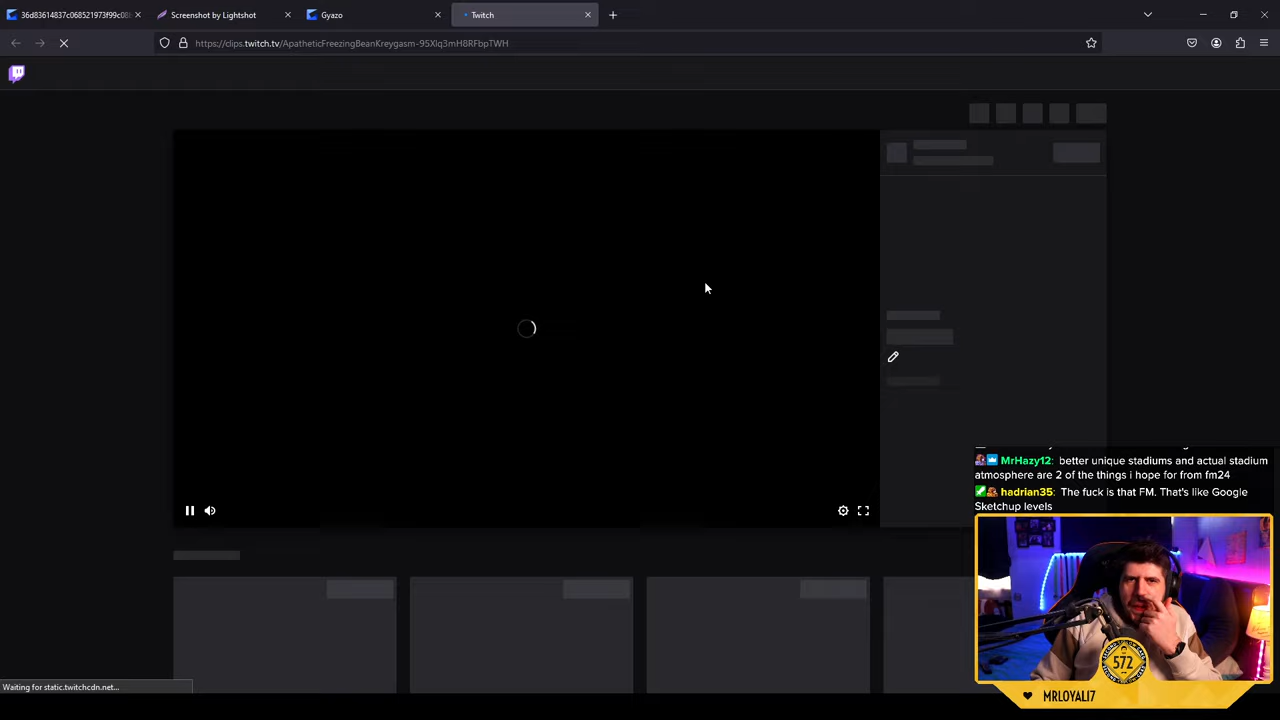 36d83614837c068521973f99c08
Screenshot by Lightshot
Gyazo
Twitch
https://clips.twitch.tv/ApatheticFreezingBeanKreygasm-95Xlq3mH8RFbpTWH
MrHazy12: better unique stadiums and actual stadium
atmosphere are 2 of the things i hope for from fm24
hadrian35: The fuck is that FM. That's like Google
Sketchup levels
572
MRLOYALI7
Waiting for static.twitchcdn.net...